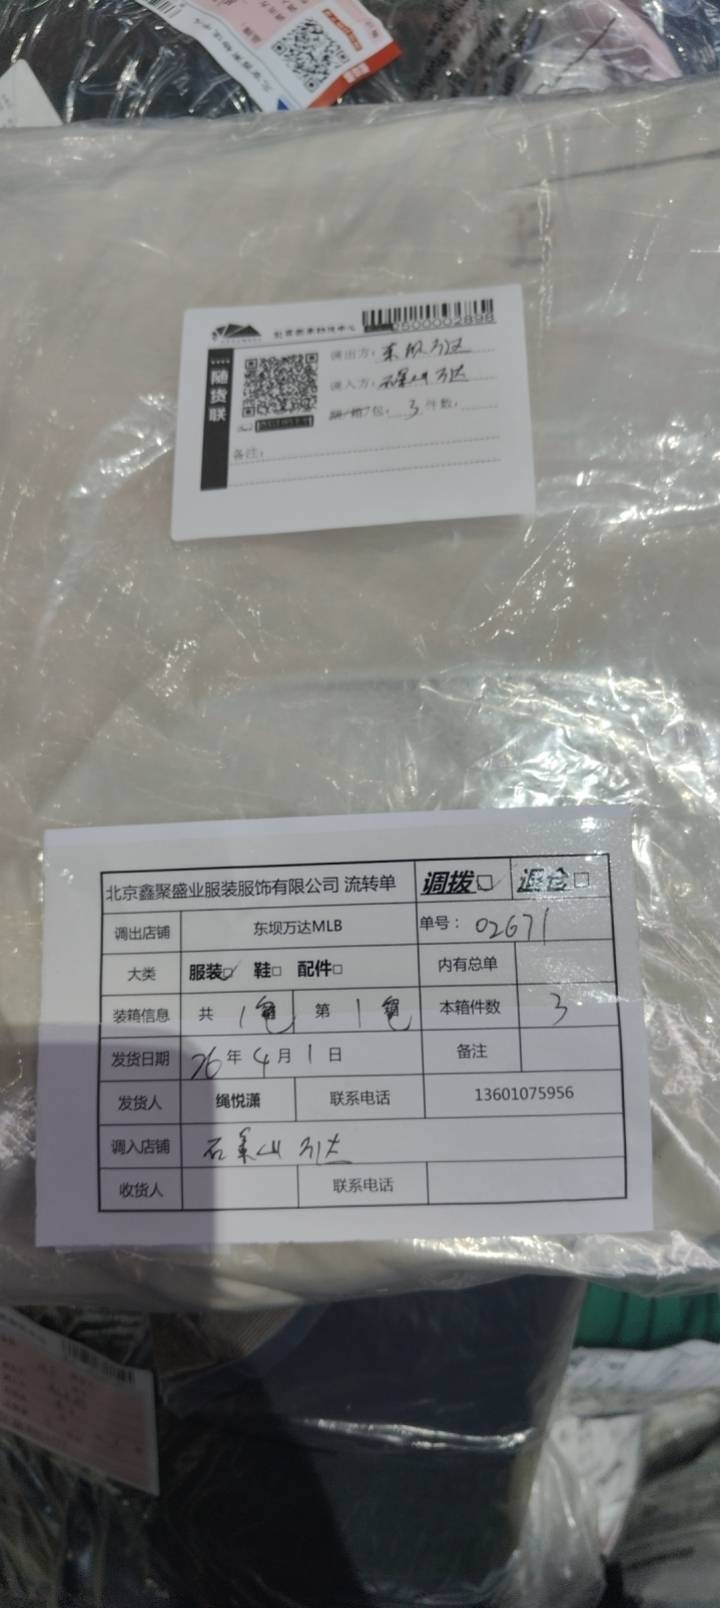 随货联
调出方：东坝万达
调入方：石景山万达
包：3 件数：
备注：
北京鑫聚盛业服装服饰有限公司 流转单 调拨☑ 退仓□
调出店铺 东坝万达MLB 单号：02671
大类 服装☑ 鞋□ 配件□ 内有总单
装箱信息 共 1包 第 1包 本箱件数 3
发货日期 26年4月1日 备注
发货人 绳悦潇 联系电话 13601075956
调入店铺 石景山万达
收货人 联系电话